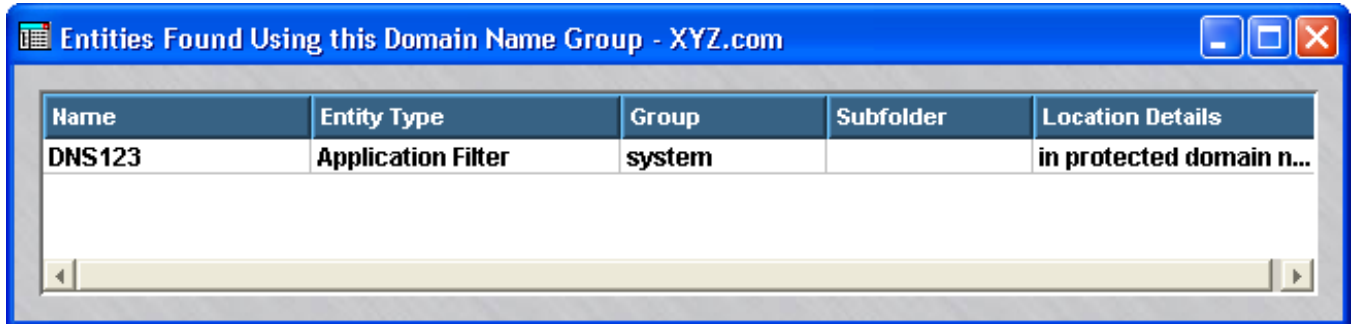 Entities Found Using this Domain Name Group - XYZ.com
Name Entity Type Group Subfolder Location Details
DNS123 Application Filter system in protected domain n...